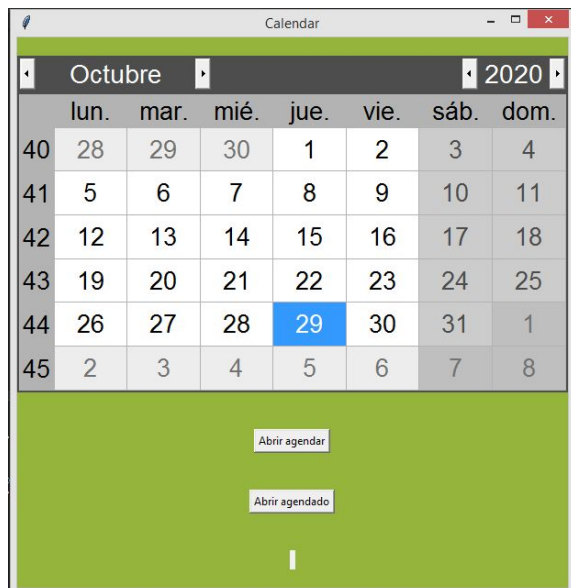 Calendar
Octubre 2020
lun. mar. mié. jue. vie. sáb. dom.
40 28 29 30 1 2 3 4
41 5 6 7 8 9 10 11
42 12 13 14 15 16 17 18
43 19 20 21 22 23 24 25
44 26 27 28 29 30 31 1
45 2 3 4 5 6 7 8
Abrir agendar
Abrir agendado